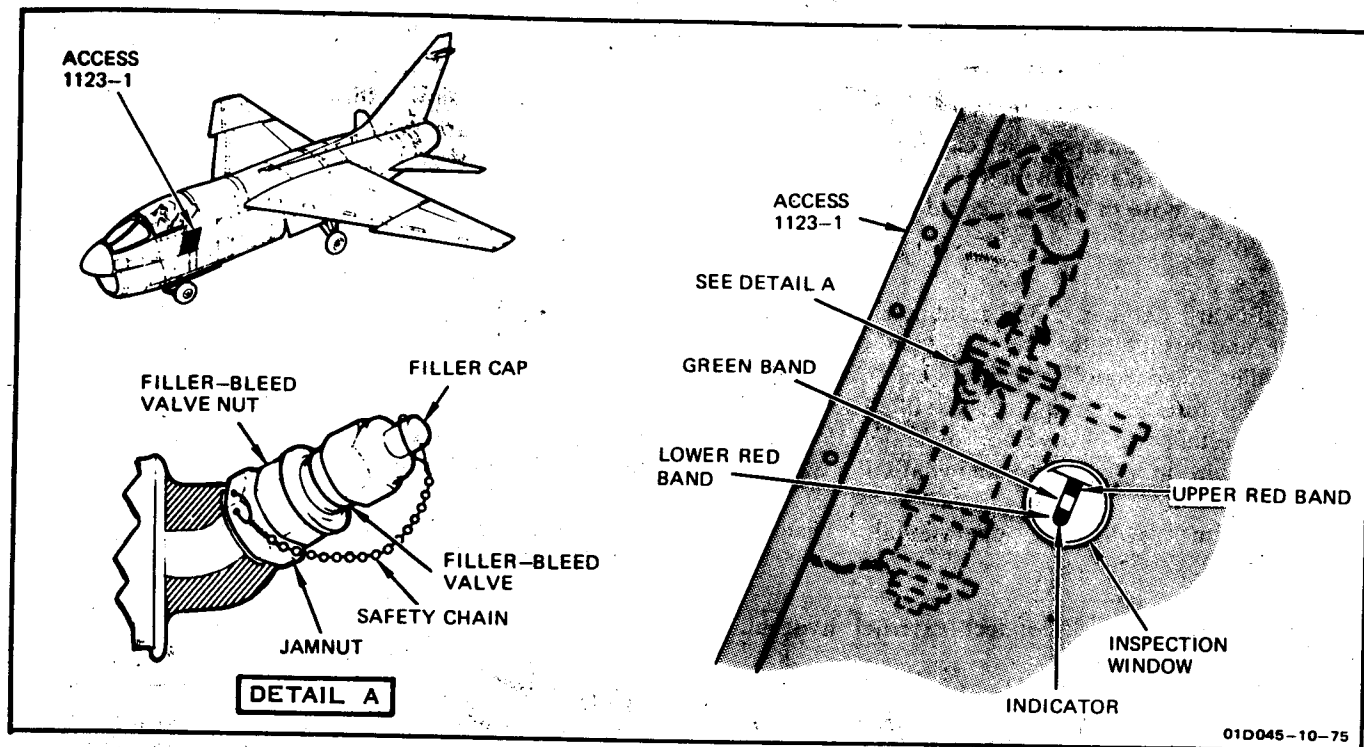 ACCESS
1123-1
FILLER-BLEED
VALVE NUT
FILLER CAP
FILLER-BLEED
VALVE
SAFETY CHAIN
JAMNUT
DETAIL A
ACCESS
1123-1
SEE DETAIL A
GREEN BAND
LOWER RED
BAND
UPPER RED BAND
INSPECTION
WINDOW
INDICATOR
01D045-10-75